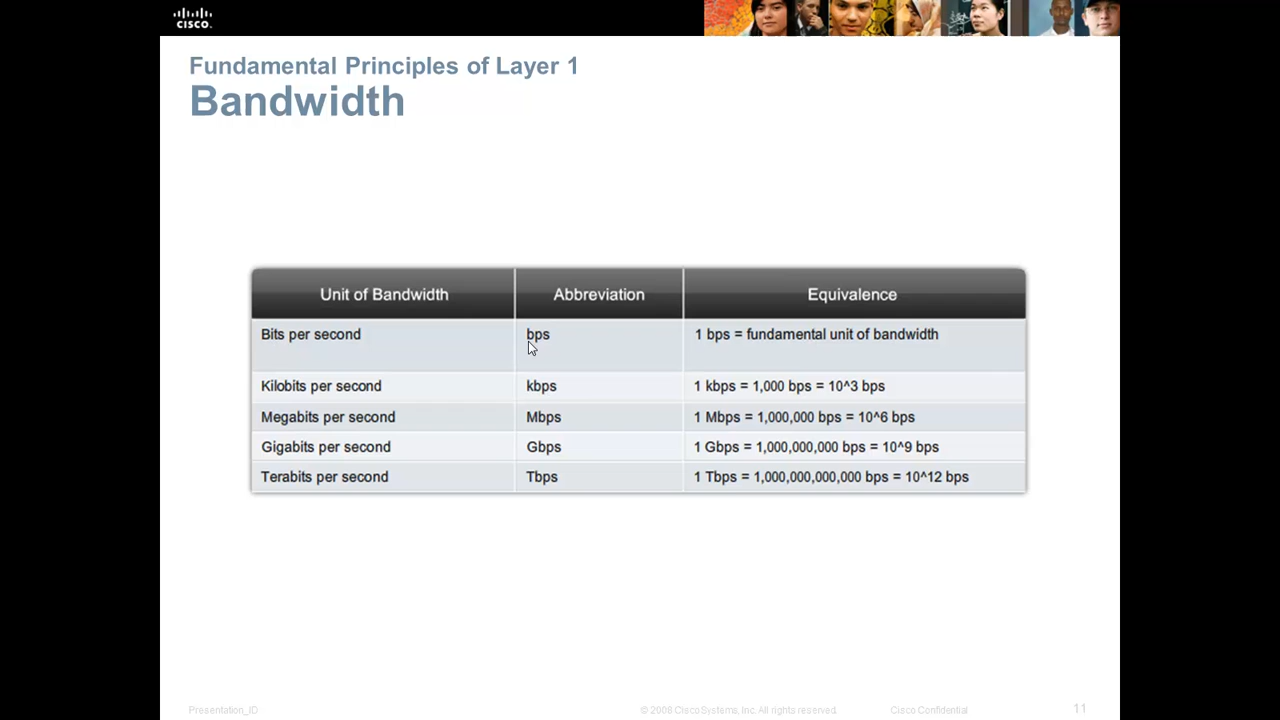 CISCO.
Fundamental Principles of Layer 1
Bandwidth
Unit of Bandwidth Abbreviation Equivalence
Bits per second bps 1 bps = fundamental unit of bandwidth
Kilobits per second kbps 1 kbps = 1,000 bps = 10^3 bps
Megabits per second Mbps 1 Mbps = 1,000,000 bps = 10^6 bps
Gigabits per second Gbps 1 Gbps = 1,000,000,000 bps = 10^9 bps
Terabits per second Tbps 1 Tbps = 1,000,000,000,000 bps = 10^12 bps
Presentation_ID © 2008 Cisco Systems, Inc. All rights reserved. Cisco Confidential 11